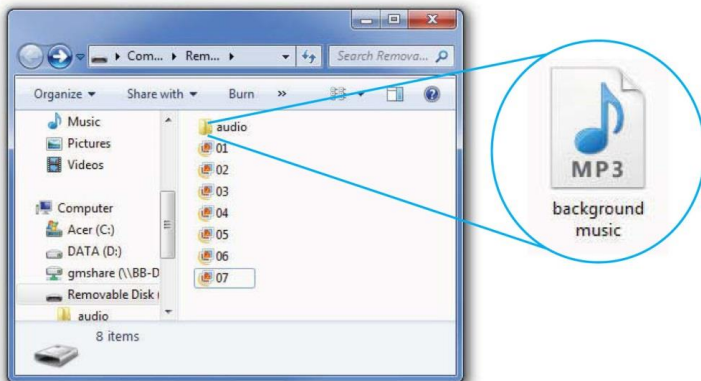 Com... Rem... Search Remova...
Organize Share with Burn »
Music
Pictures
Videos
Computer
Acer (C:)
DATA (D:)
gmshare (\\BB-D
Removable Disk (
audio
audio
01
02
03
04
05
06
07
8 items
MP3
background
music